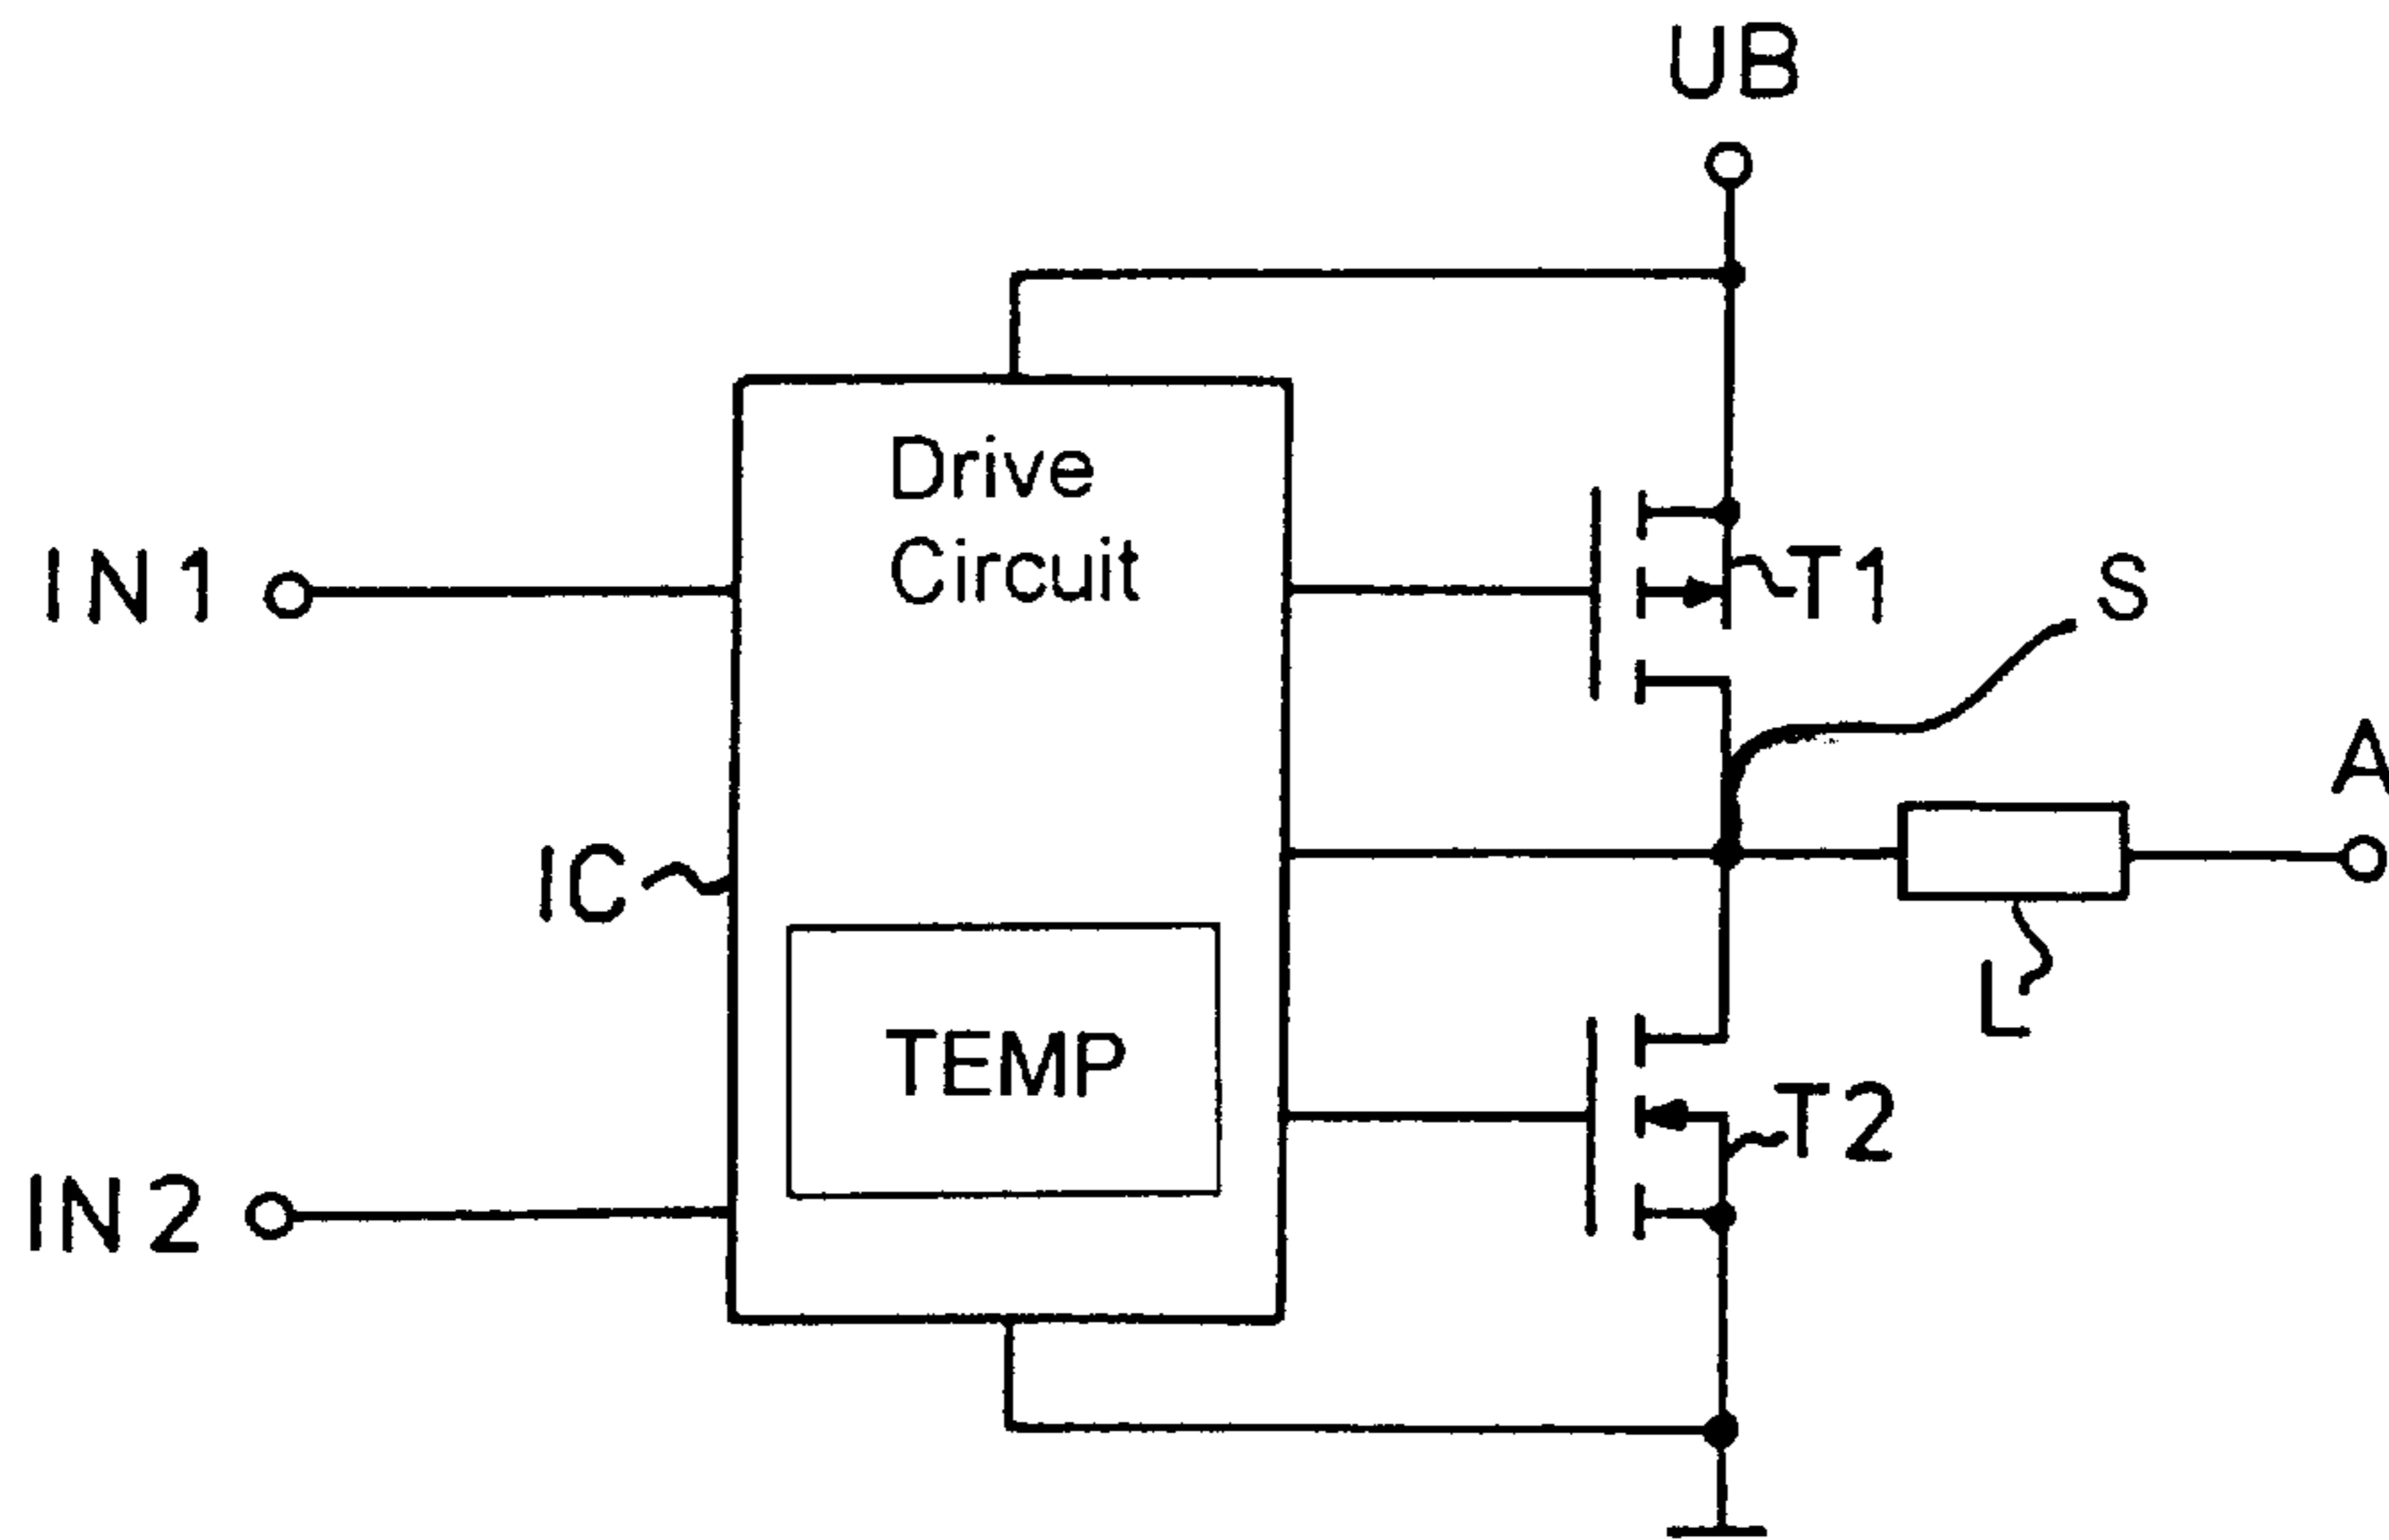 UB
Drive
Circuit
IN1
T1
S
A
IC
L
TEMP
T2
IN2